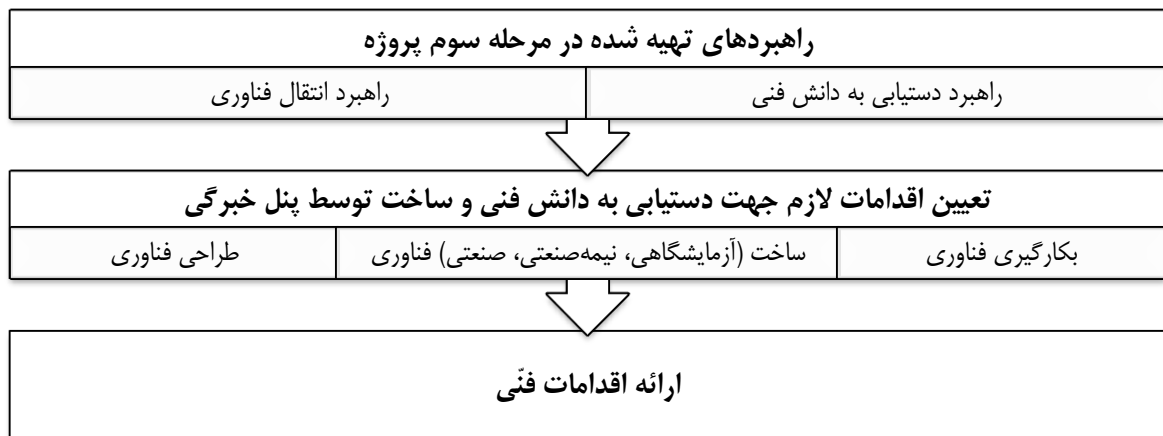 راهبردهای تهیه شده در مرحله سوم پروژه
راهبرد دستیابی به دانش فنی
راهبرد انتقال فناوری
تعیین اقدامات لازم جهت دستیابی به دانش فنی و ساخت توسط پنل خبرگی
بکارگیری فناوری
ساخت (آزمایشگاهی، نیمه‌صنعتی، صنعتی) فناوری
طراحی فناوری
ارائه اقدامات فنّی